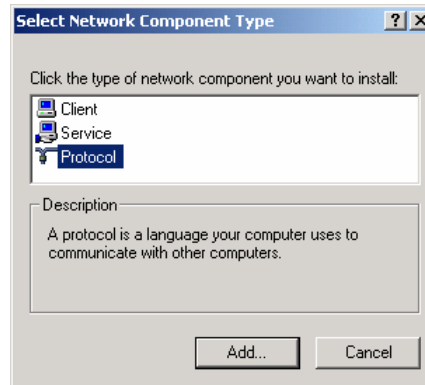 Select Network Component Type
Click the type of network component you want to install:
Client
Service
Protocol
Description
A protocol is a language your computer uses to
communicate with other computers.
Add...
Cancel